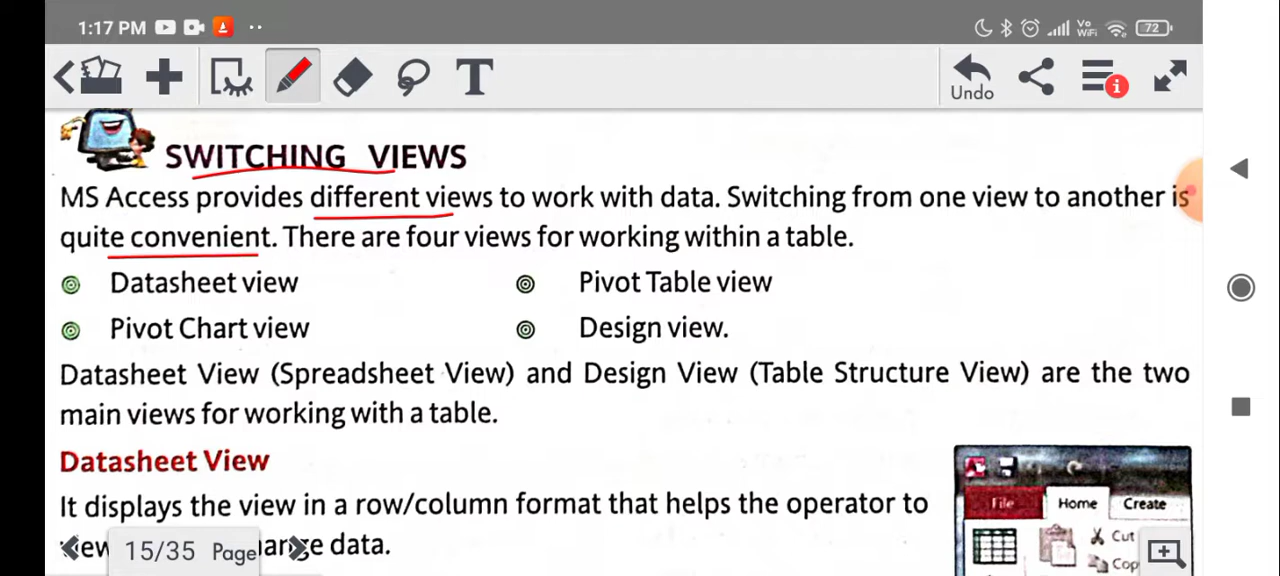 1:17 PM
Vo
WiFi
72
T
Undo
i
SWITCHING VIEWS
MS Access provides different views to work with data. Switching from one view to another is
quite convenient. There are four views for working within a table.
Datasheet view
Pivot Table view
Pivot Chart view
Design view.
Datasheet View (Spreadsheet View) and Design View (Table Structure View) are the two
main views for working with a table.
Datasheet View
It displays the view in a row/column format that helps the operator to
15/35 Page data.
File Home Create
Cut